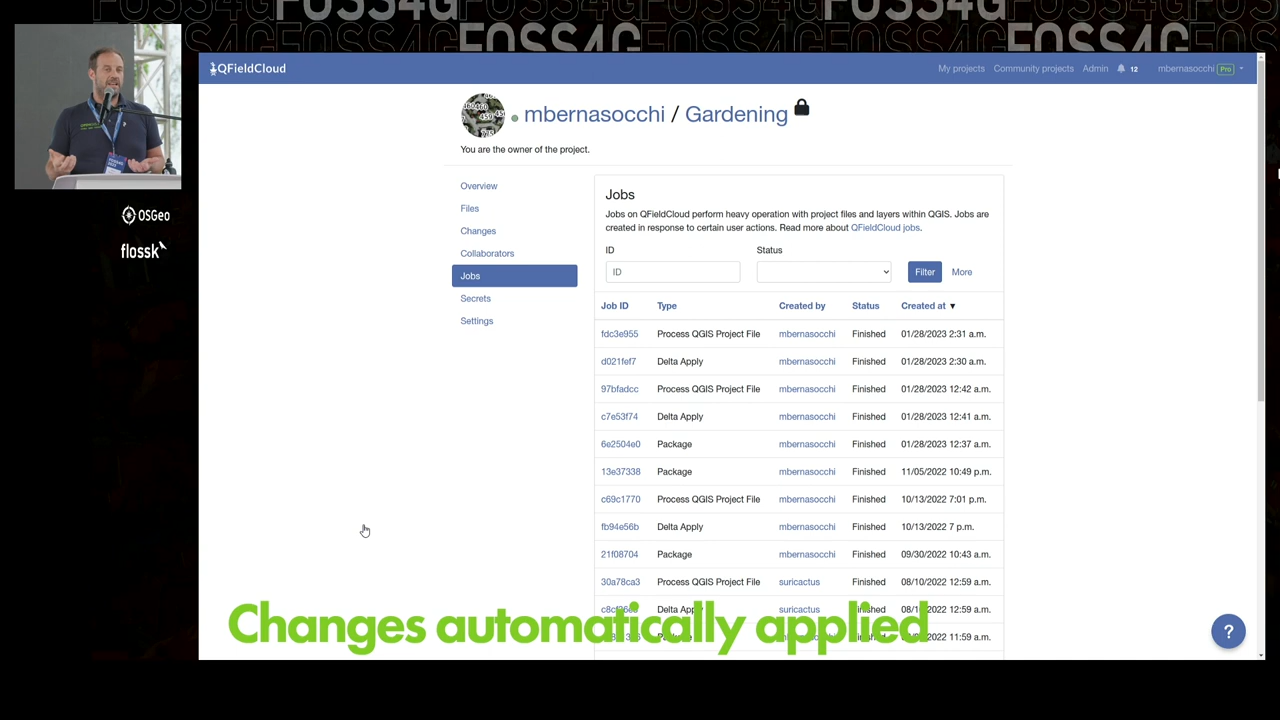 FOSS4GFOSS4GFOSS4GFOSS4GFOSS4G
QFieldCloud
My projects Community projects Admin 12 mbernasocchi Pro
mbernasocchi / Gardening
You are the owner of the project.
OSGeo
flossk
Overview
Files
Changes
Collaborators
Jobs
Secrets
Settings
Jobs
Jobs on QFieldCloud perform heavy operation with project files and layers within QGIS. Jobs are
created in response to certain user actions. Read more about QFieldCloud jobs.
ID Status
ID
Filter More
Job ID Type Created by Status Created at ▼
fdc3e955 Process QGIS Project File mbernasocchi Finished 01/28/2023 2:31 a.m.
d021fef7 Delta Apply mbernasocchi Finished 01/28/2023 2:30 a.m.
97bfadcc Process QGIS Project File mbernasocchi Finished 01/28/2023 12:42 a.m.
c7e53f74 Delta Apply mbernasocchi Finished 01/28/2023 12:41 a.m.
6e2504e0 Package mbernasocchi Finished 01/28/2023 12:37 a.m.
13e37338 Package mbernasocchi Finished 11/05/2022 10:49 p.m.
c69c1770 Process QGIS Project File mbernasocchi Finished 10/13/2022 7:01 p.m.
fb94e56b Delta Apply mbernasocchi Finished 10/13/2022 7 p.m.
21f08704 Package mbernasocchi Finished 09/30/2022 10:43 a.m.
30a78ca3 Process QGIS Project File suricactus Finished 08/10/2022 12:59 a.m.
Delta Apply suricactus Finished 12:59 a.m.
11:59 a.m.
Changes automatically applied
?